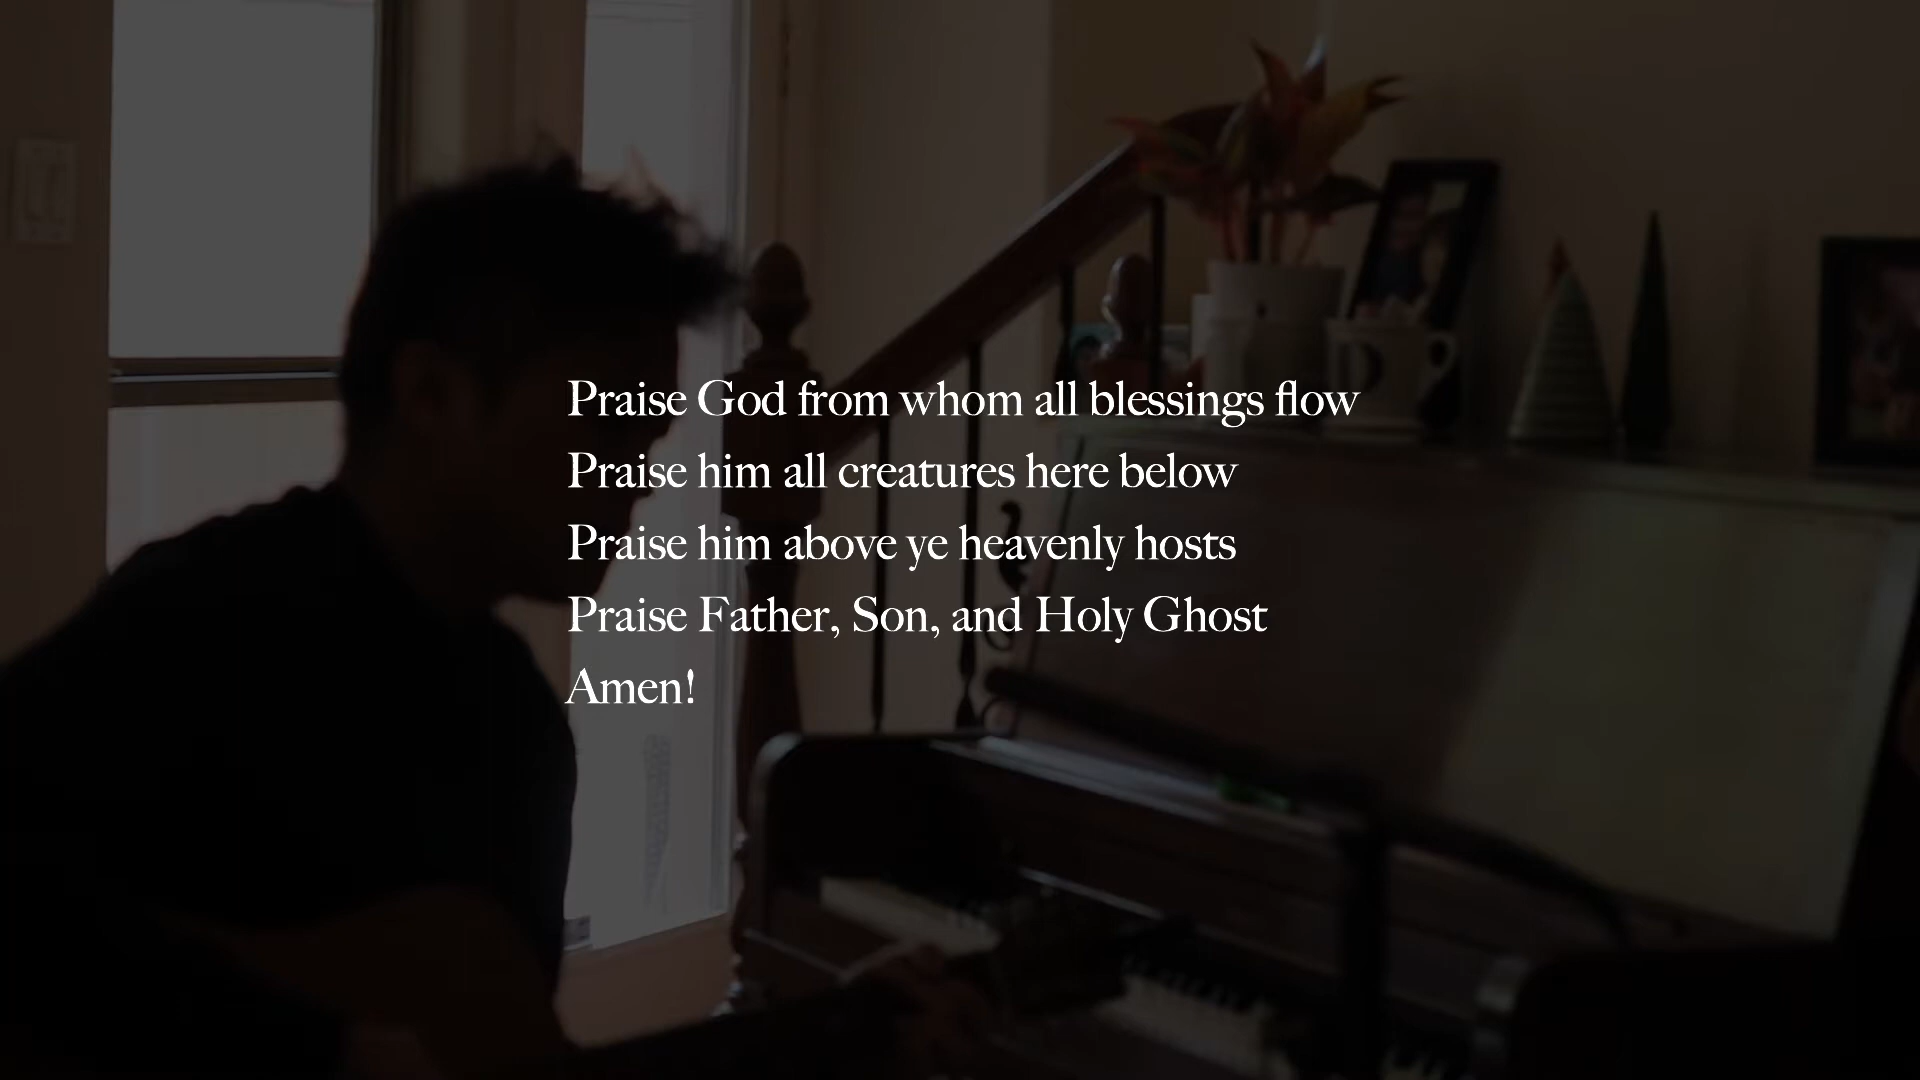 Praise God from whom all blessings flow
Praise him all creatures here below
Praise him above ye heavenly hosts
Praise Father, Son, and Holy Ghost
Amen!